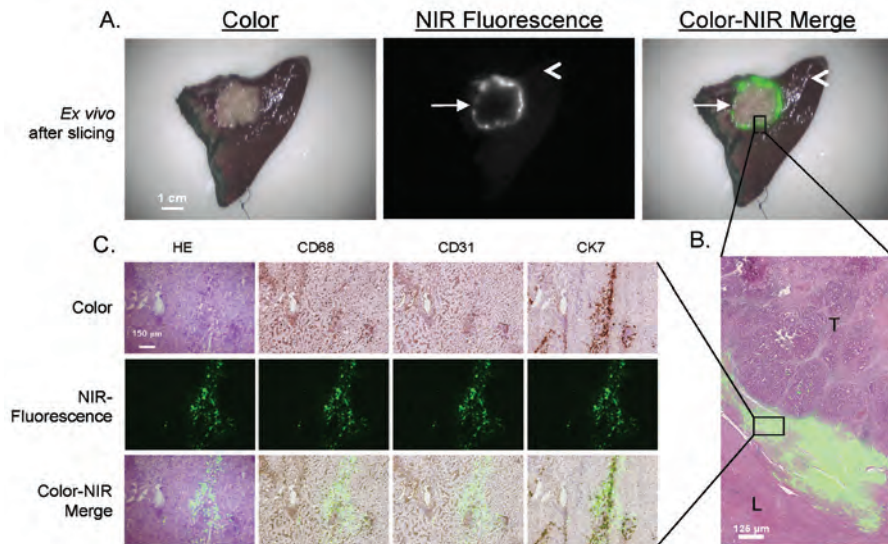 A.
Color
NIR Fluorescence
Color-NIR Merge
Ex vivo
after slicing
1 cm
C.
HE
CD68
CD31
CK7
B.
Color
150 µm
T
NIR-
Fluorescence
Color-NIR
Merge
L
125 µm